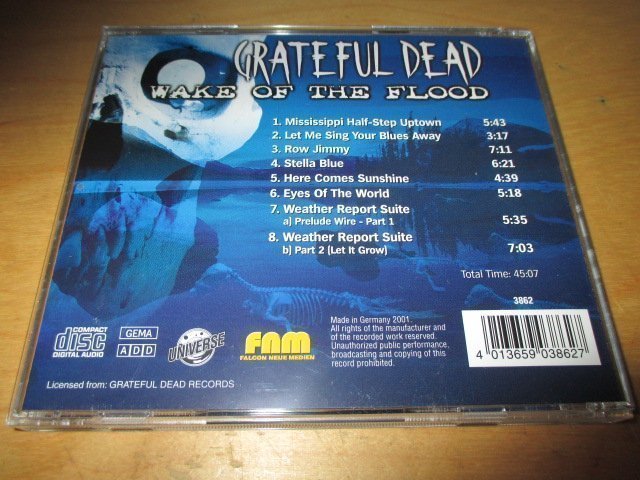 GRATEFUL DEAD
WAKE OF THE FLOOD
1. Mississippi Half-Step Uptown 5:43
2. Let Me Sing Your Blues Away 3:17
3. Row Jimmy 7:11
4. Stella Blue 6:21
5. Here Comes Sunshine 4:39
6. Eyes Of The World 5:18
7. Weather Report Suite
a) Prelude Wire - Part 1 5:35
8. Weather Report Suite
b) Part 2 (Let It Grow) 7:03
Total Time: 45:07
3862
COMPACT
disc
DIGITAL AUDIO
GEMA
ADD
UNIVERSE
FNM
FALCON NEUE MEDIEN
Made in Germany 2001.
All rights of the manufacturer and
of the recorded work reserved.
Unauthorized public performance,
broadcasting and copying of this
record prohibited.
4 013659 038627
Licensed from: GRATEFUL DEAD RECORDS